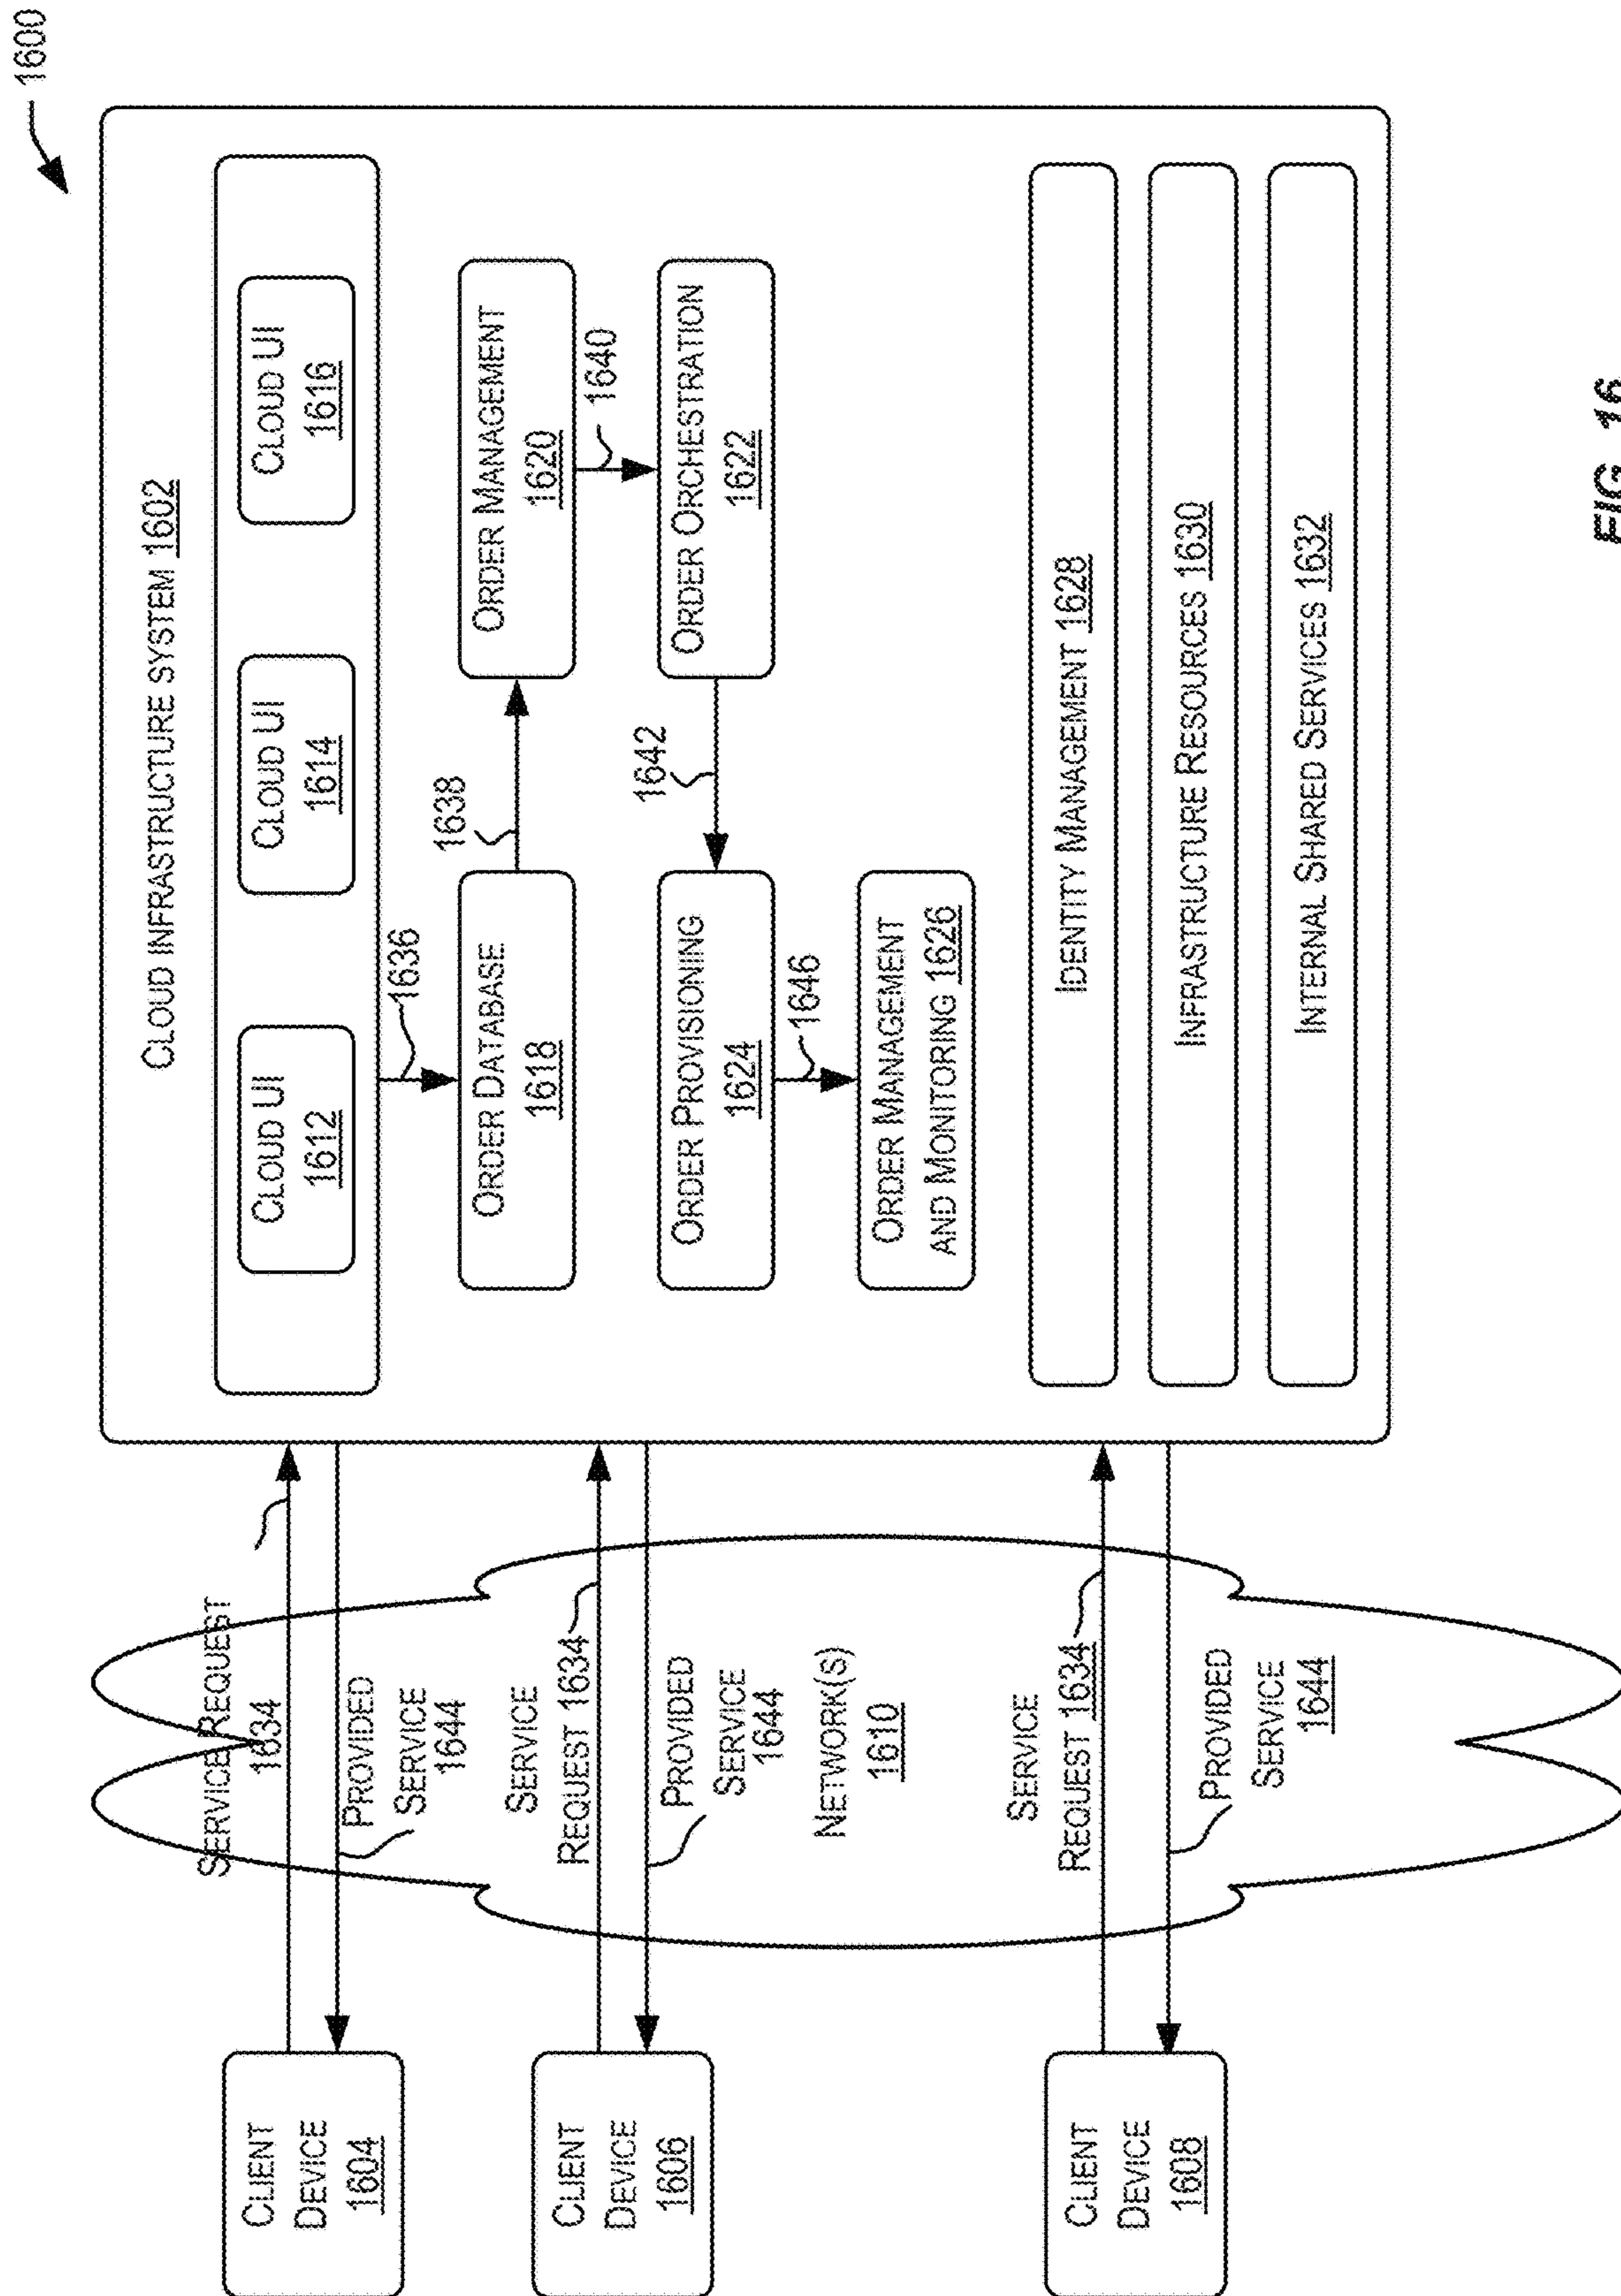 1600
CLOUD INFRASTRUCTURE SYSTEM 1602
CLOUD UI
1612
CLOUD UI
1614
CLOUD UI
1616
1636
ORDER DATABASE
1618
1638
ORDER MANAGEMENT
1620
1640
ORDER PROVISIONING
1624
1642
ORDER ORCHESTRATION
1622
1646
ORDER MANAGEMENT
AND MONITORING 1626
IDENTITY MANAGEMENT 1628
INFRASTRUCTURE RESOURCES 1630
INTERNAL SHARED SERVICES 1632
CLIENT
DEVICE
1604
SERVICE REQUEST
1634
PROVIDED
SERVICE
1644
CLIENT
DEVICE
1606
SERVICE
REQUEST 1634
PROVIDED
SERVICE
1644
NETWORK(S)
1610
CLIENT
DEVICE
1608
SERVICE
REQUEST 1634
PROVIDED
SERVICE
1644
FIG. 16